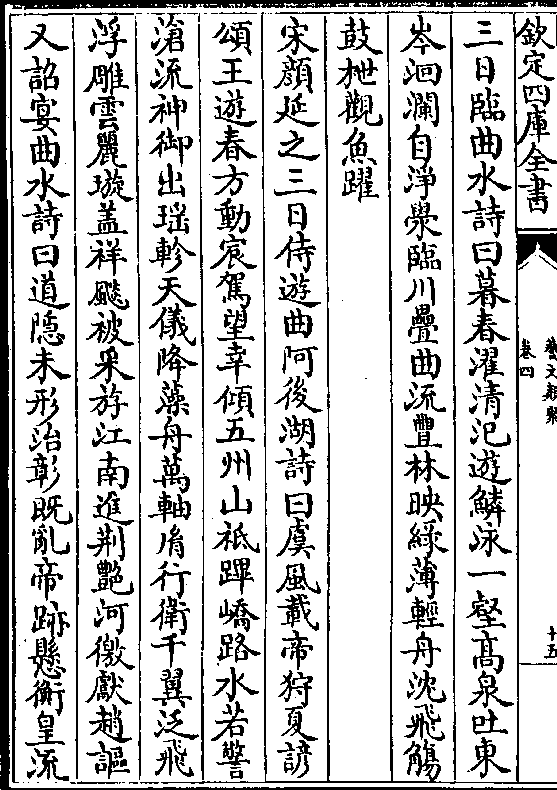 欽定四庫全書
藝文類聚
卷四
十五
三日臨曲水詩曰暮春濯清汜遊鱗泳一壑高泉吐東
岑洄瀾自淨滎臨川疊曲流豐林映綠薄輕舟沈飛觴
鼓枻觀魚躍
宋顏延之三日侍遊曲阿後湖詩曰虞風載帝狩夏諺
頌王遊春方動宸駕望幸傾五州山祗蹕嶠路水若警
滄流神御出瑶軫天儀降藻舟萬軸胤行衛千翼泛飛
浮雕雲麗璇盖祥飈被采斿江南進荆艷河激獻趙謳
又詔宴曲水詩曰道隱未形治彰既亂帝跡懸衡皇流